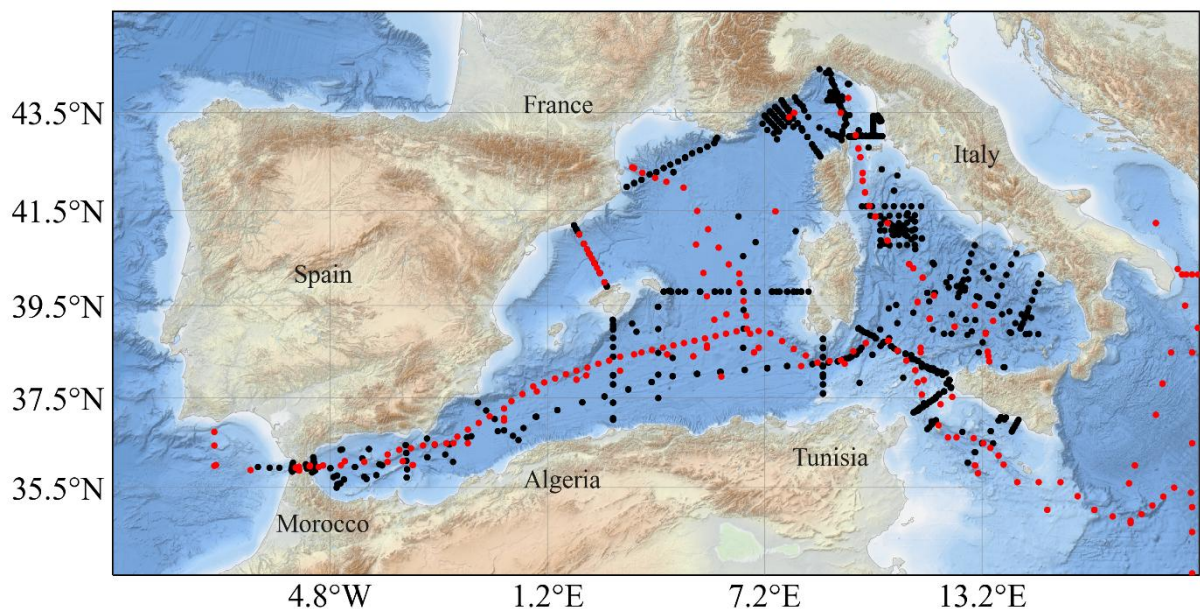 43.5°N
France
Italy
41.5°N
Spain
39.5°N
37.5°N
Tunisia
Algeria
35.5°N
Morocco
4.8°W
1.2°E
7.2°E
13.2°E